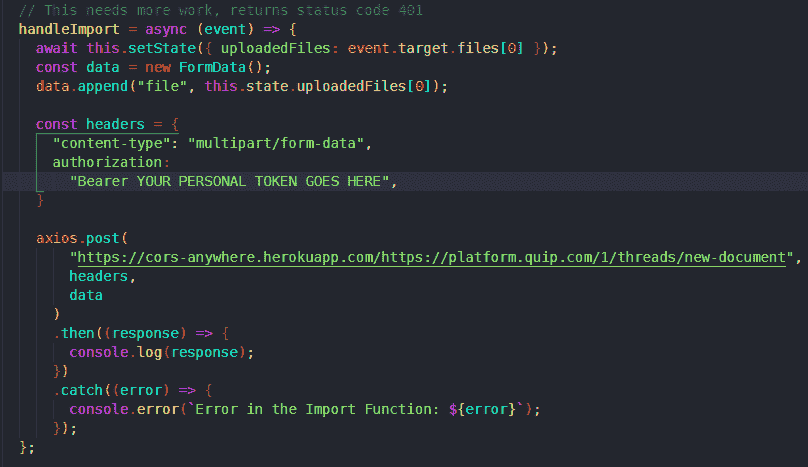 // This needs more work, returns status code 401
handleImport = async (event) => {
await this.setState({ uploadedFiles: event.target.files[0] });
const data = new FormData();
data.append("file", this.state.uploadedFiles[0]);
const headers = {
"content-type": "multipart/form-data",
authorization:
"Bearer YOUR PERSONAL TOKEN GOES HERE",
}
axios.post(
"https://cors-anywhere.herokuapp.com/https://platform.quip.com/1/threads/new-document",
headers,
data
)
.then((response) => {
console.log(response);
})
.catch((error) => {
console.error(`Error in the Import Function: ${error}`);
});
};